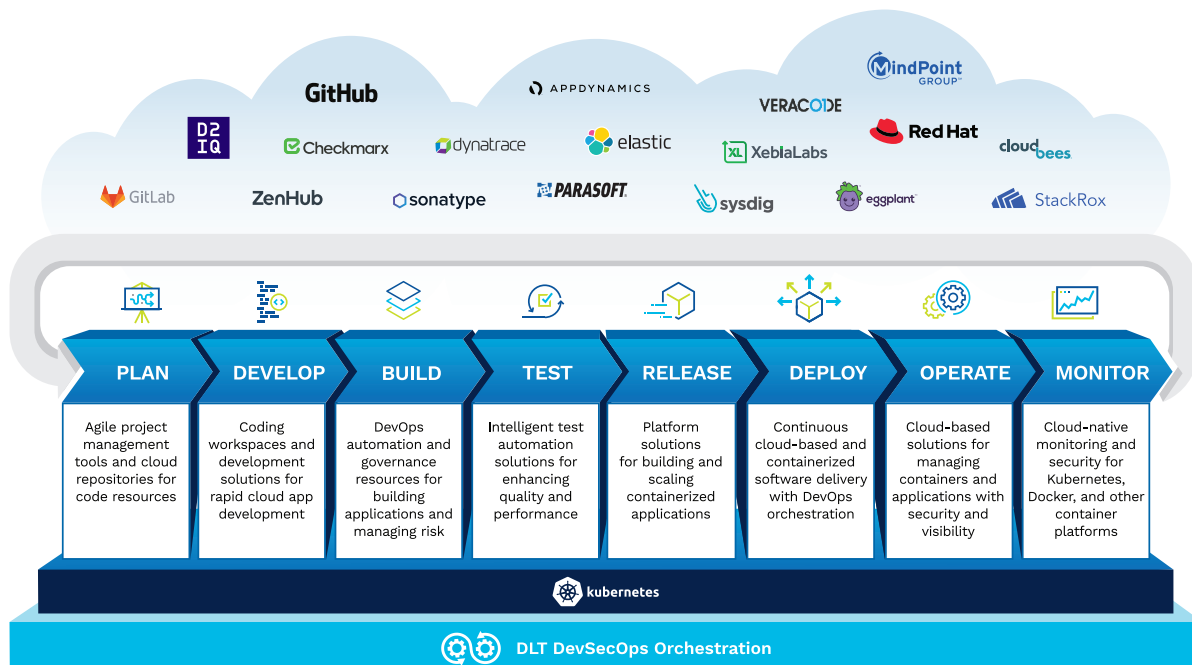 MindPoint
GROUP™
GitHub
APPDYNAMICS
VERACODE
D2
IQ
Checkmarx
dynatrace
elastic
XL XebiaLabs
Red Hat
cloud
bees
GitLab
ZenHub
sonatype
PARASOFT
sysdig
eggplant
StackRox
PLAN
Agile project
management
tools and cloud
repositories for
code resources
DEVELOP
Coding
workspaces and
development
solutions for
rapid cloud app
development
BUILD
DevOps
automation and
governance
resources for
building
applications and
managing risk
TEST
Intelligent test
automation
solutions for
enhancing
quality and
performance
RELEASE
Platform
solutions
for building and
scaling
containerized
applications
DEPLOY
Continuous
cloud-based and
containerized
software delivery
with DevOps
orchestration
OPERATE
Cloud-based
solutions for
managing
containers and
applications with
security and
visibility
MONITOR
Cloud-native
monitoring and
security for
Kubernetes,
Docker, and other
container
platforms
kubernetes
DLT DevSecOps Orchestration